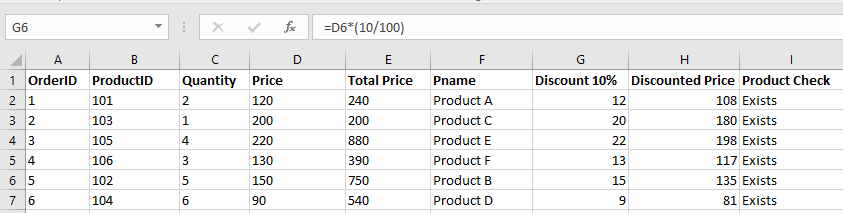 G6 fx =D6*(10/100)
A B C D E F G H I
1 OrderID ProductID Quantity Price Total Price Pname Discount 10% Discounted Price Product Check
2 1 101 2 120 240 Product A 12 108 Exists
3 2 103 1 200 200 Product C 20 180 Exists
4 3 105 4 220 880 Product E 22 198 Exists
5 4 106 3 130 390 Product F 13 117 Exists
6 5 102 5 150 750 Product B 15 135 Exists
7 6 104 6 90 540 Product D 9 81 Exists